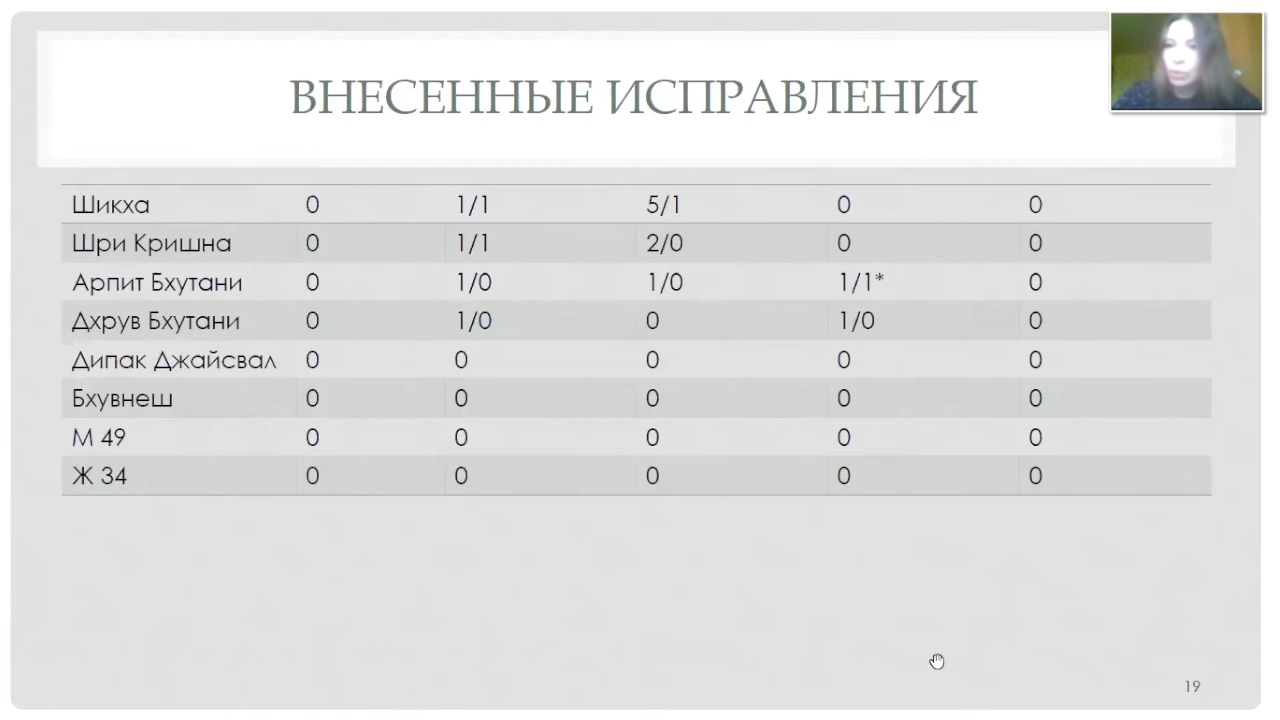 ВНЕСЕННЫЕ ИСПРАВЛЕНИЯ
Шикха 0 1/1 5/1 0 0
Шри Кришна 0 1/1 2/0 0 0
Арпит Бхутани 0 1/0 1/0 1/1* 0
Дхрув Бхутани 0 1/0 0 1/0 0
Дипак Джайсвал 0 0 0 0 0
Бхувнеш 0 0 0 0 0
М 49 0 0 0 0 0
Ж 34 0 0 0 0 0
19